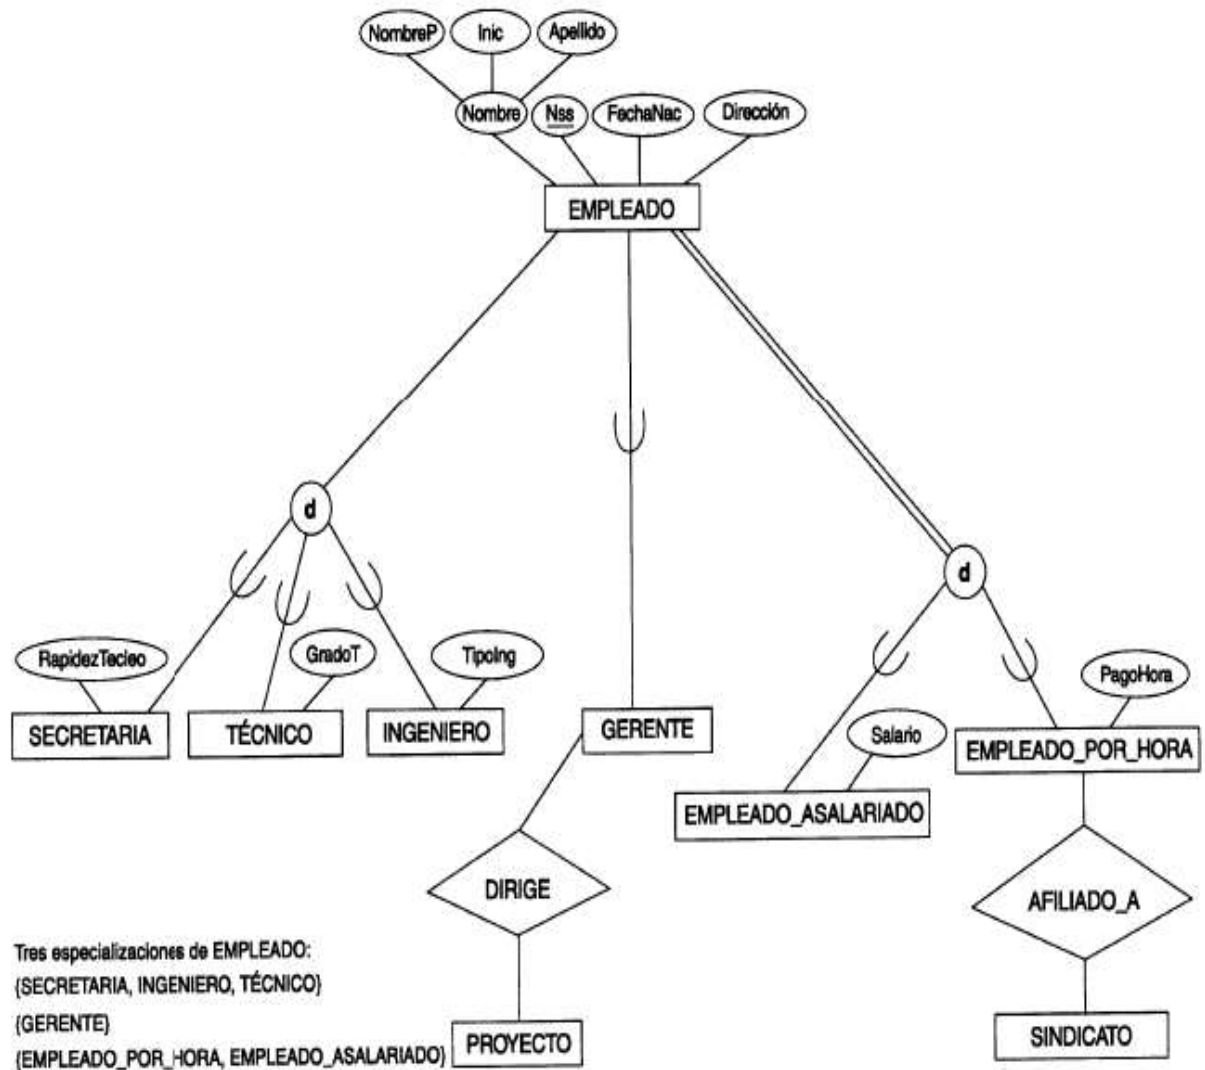 NombreP
Inic
Apellido
Nombre
Nss
FechaNac
Dirección
EMPLEADO
d
d
RapidezTecleo
GradoT
TipoIng
PagoHora
SECRETARIA
TÉCNICO
INGENIERO
GERENTE
Salario
EMPLEADO_POR_HORA
EMPLEADO_ASALARIADO
DIRIGE
AFILIADO_A
Tres especializaciones de EMPLEADO:
{SECRETARIA, INGENIERO, TÉCNICO}
{GERENTE}
{EMPLEADO_POR_HORA, EMPLEADO_ASALARIADO}
PROYECTO
SINDICATO